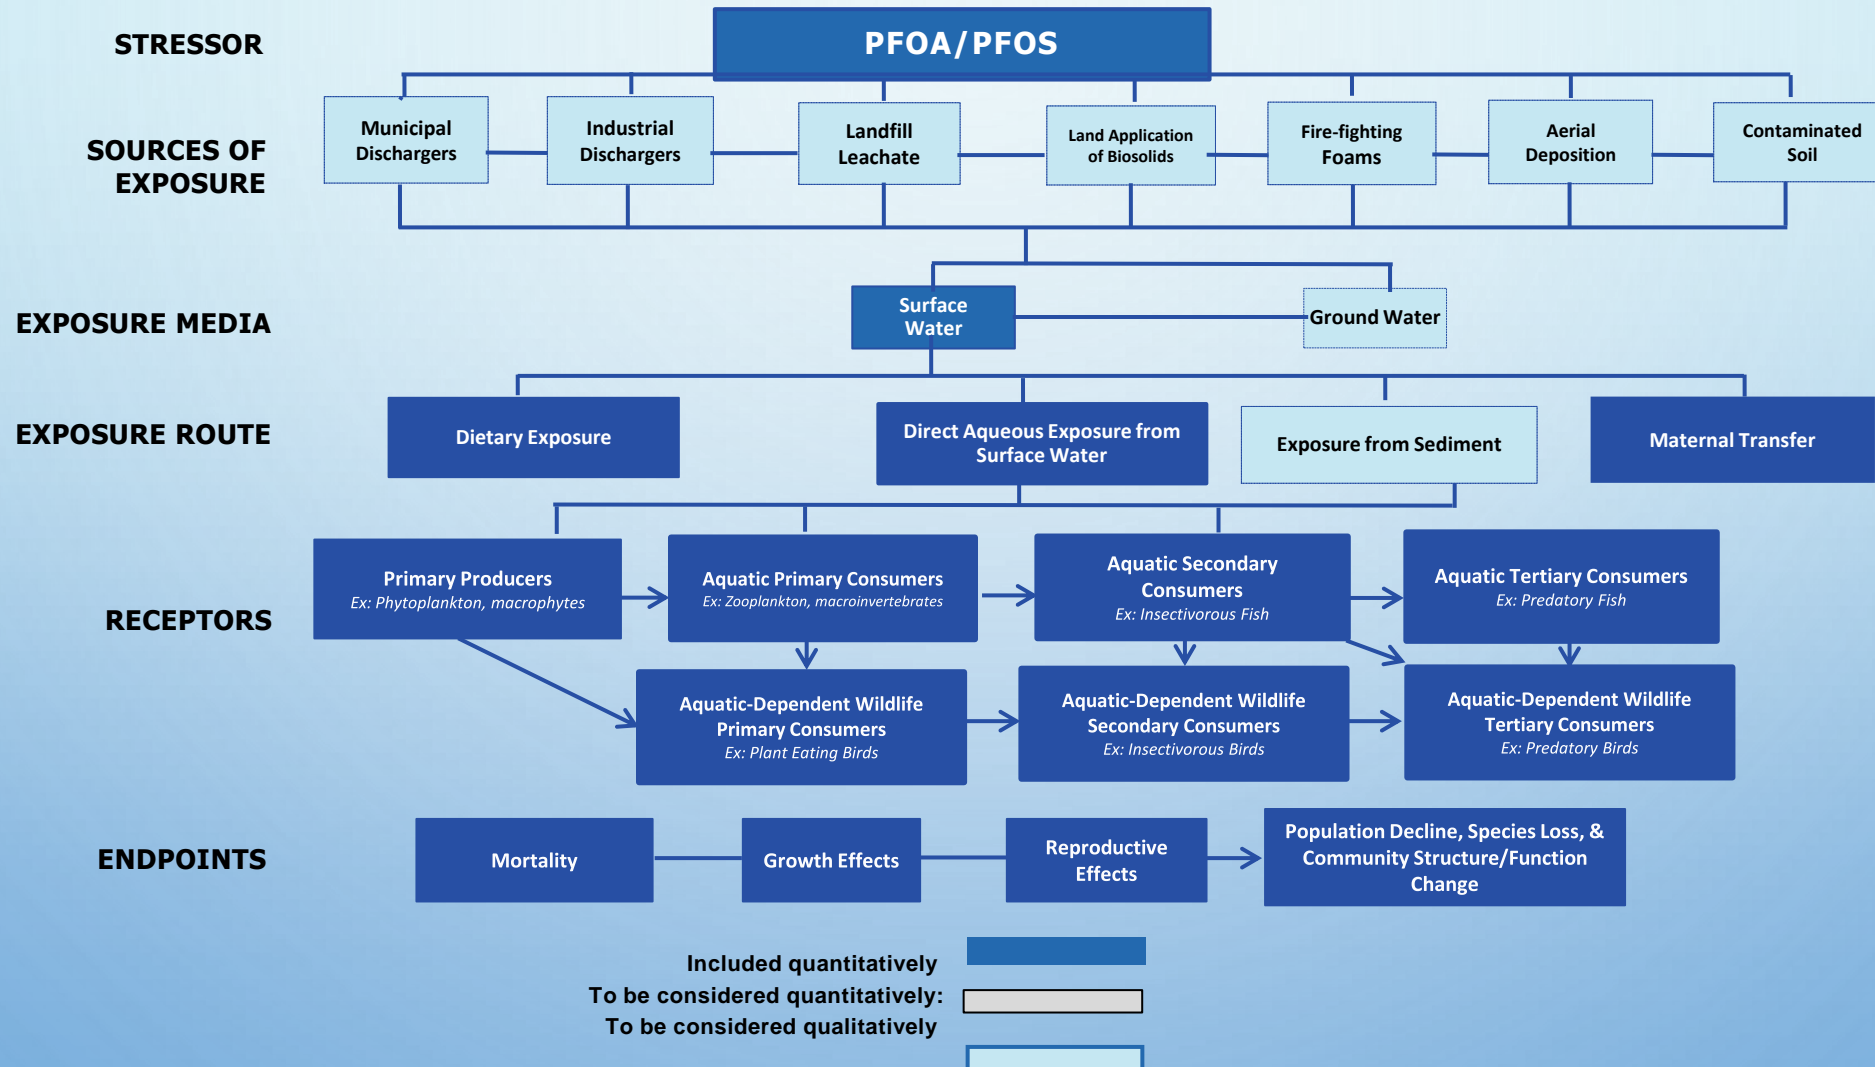 STRESSOR
PFOA/PFOS
SOURCES OF
EXPOSURE
Municipal
Dischargers
Industrial
Dischargers
Landfill
Leachate
Land Application
of Biosolids
Fire-fighting
Foams
Aerial
Deposition
Contaminated
Soil
EXPOSURE MEDIA
Surface
Water
Ground Water
EXPOSURE ROUTE
Dietary Exposure
Direct Aqueous Exposure from
Surface Water
Exposure from Sediment
Maternal Transfer
RECEPTORS
Primary Producers
Ex: Phytoplankton, macrophytes
Aquatic Primary Consumers
Ex: Zooplankton, macroinvertebrates
Aquatic Secondary
Consumers
Ex: Insectivorous Fish
Aquatic Tertiary Consumers
Ex: Predatory Fish
Aquatic-Dependent Wildlife
Primary Consumers
Ex: Plant Eating Birds
Aquatic-Dependent Wildlife
Secondary Consumers
Ex: Insectivorous Birds
Aquatic-Dependent Wildlife
Tertiary Consumers
Ex: Predatory Birds
ENDPOINTS
Mortality
Growth Effects
Reproductive
Effects
Population Decline, Species Loss, &
Community Structure/Function
Change
Included quantitatively
To be considered quantitatively:
To be considered qualitatively